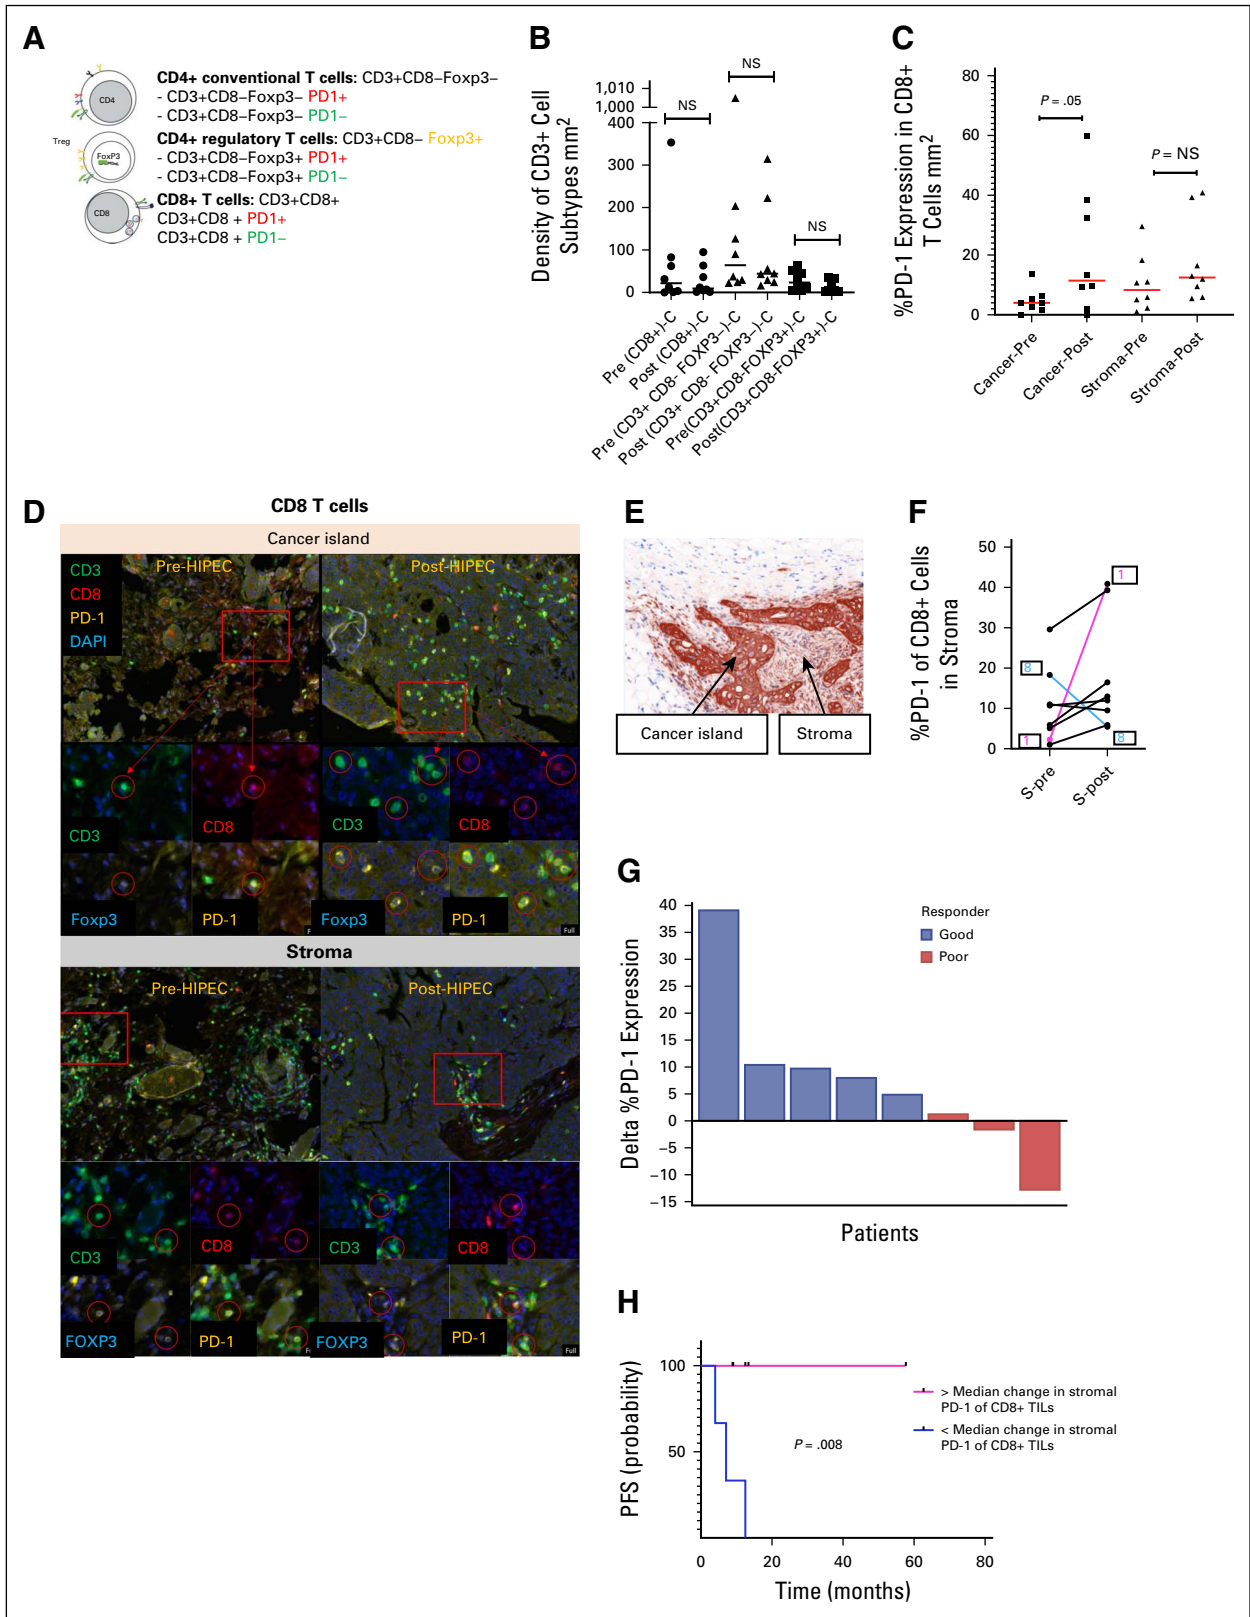 A
CD4
CD4+ conventional T cells: CD3+CD8–Foxp3–
- CD3+CD8–Foxp3– PD1+
- CD3+CD8–Foxp3– PD1–
Treg
FoxP3
CD4+ regulatory T cells: CD3+CD8– Foxp3+
- CD3+CD8–Foxp3+ PD1+
- CD3+CD8–Foxp3+ PD1–
CD8
CD8+ T cells: CD3+CD8+
CD3+CD8 + PD1+
CD3+CD8 + PD1–
B
Density of CD3+ Cell
Subtypes mm2
1,010
1,000
400
300
200
100
0
NS
NS
NS
Pre (CD8+)-C
Post (CD8+)-C
Pre (CD3+ CD8- FOXP3–)-C
Post (CD3+ CD8- FOXP3–)-C
Pre(CD3+CD8-FOXP3+)-C
Post(CD3+CD8-FOXP3+)-C
C
%PD-1 Expression in CD8+
T Cells mm2
80
60
40
20
0
P = .05
P = NS
Cancer-Pre
Cancer-Post
Stroma-Pre
Stroma-Post
D
CD8 T cells
Cancer island
CD3
CD8
PD-1
DAPI
Pre-HIPEC
Post-HIPEC
CD3
CD8
CD3
CD8
Foxp3
PD-1
F
Foxp3
PD-1
Full
Stroma
Pre-HIPEC
Post-HIPEC
CD3
CD8
CD3
CD8
FOXP3
PD-1
FOXP3
PD-1
Full
E
Cancer island
Stroma
F
%PD-1 of CD8+ Cells
in Stroma
50
40
30
20
10
0
1
8
1
8
S-pre
S-post
G
Delta %PD-1 Expression
40
35
30
25
20
15
10
5
0
–5
–10
–15
Responder
Good
Poor
Patients
H
PFS (probability)
100
50
P = .008
> Median change in stromal
PD-1 of CD8+ TILs
< Median change in stromal
PD-1 of CD8+ TILs
0
20
40
60
80
Time (months)